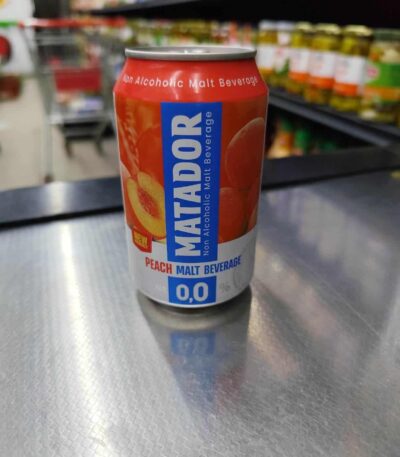 Non Alcoholic Malt Beverage
MATADOR
Non Alcoholic Malt Beverage
PEACH MALT BEVERAGE
0,0 %